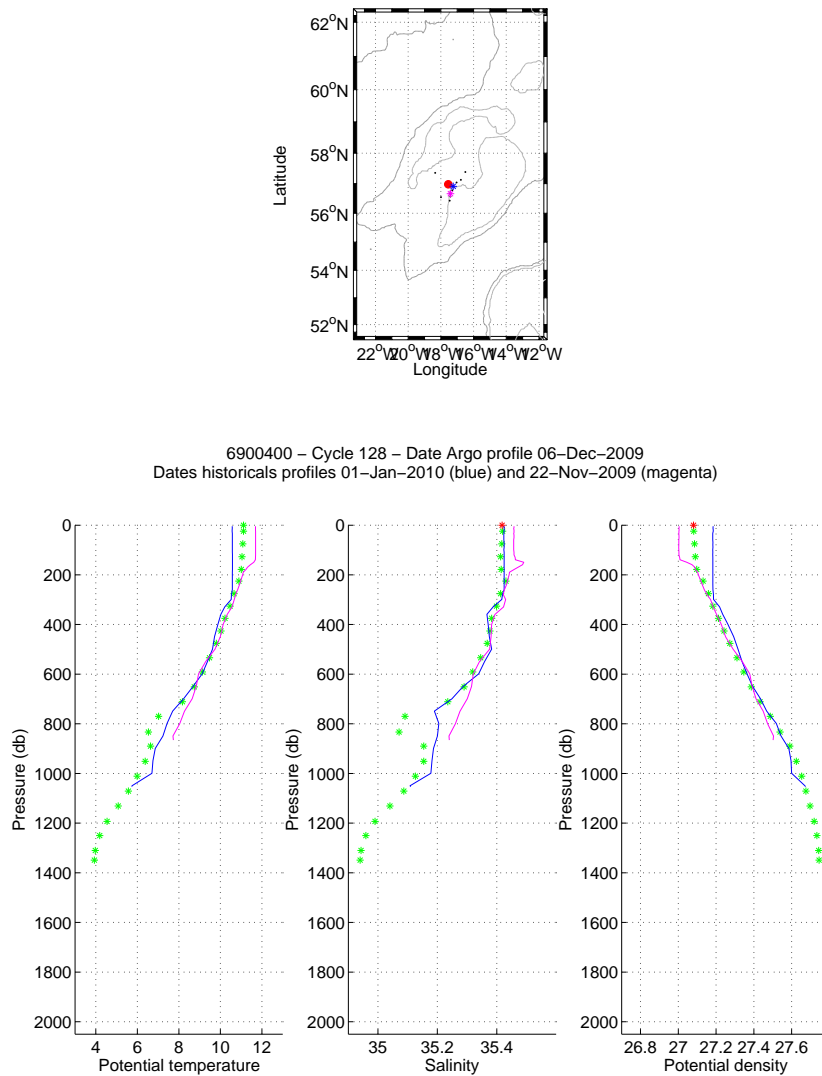 62°N
60°N
58°N
56°N
54°N
52°N
Latitude
22°W 20°W 18°W 16°W 14°W 12°W
Longitude
6900400 − Cycle 128 − Date Argo profile 06−Dec−2009
Dates historicals profiles 01−Jan−2010 (blue) and 22−Nov−2009 (magenta)
0
200
400
600
800
1000
1200
1400
1600
1800
2000
Pressure (db)
4 6 8 10 12
Potential temperature
0
200
400
600
800
1000
1200
1400
1600
1800
2000
Pressure (db)
35 35.2 35.4
Salinity
0
200
400
600
800
1000
1200
1400
1600
1800
2000
Pressure (db)
26.8 27 27.2 27.4 27.6
Potential density